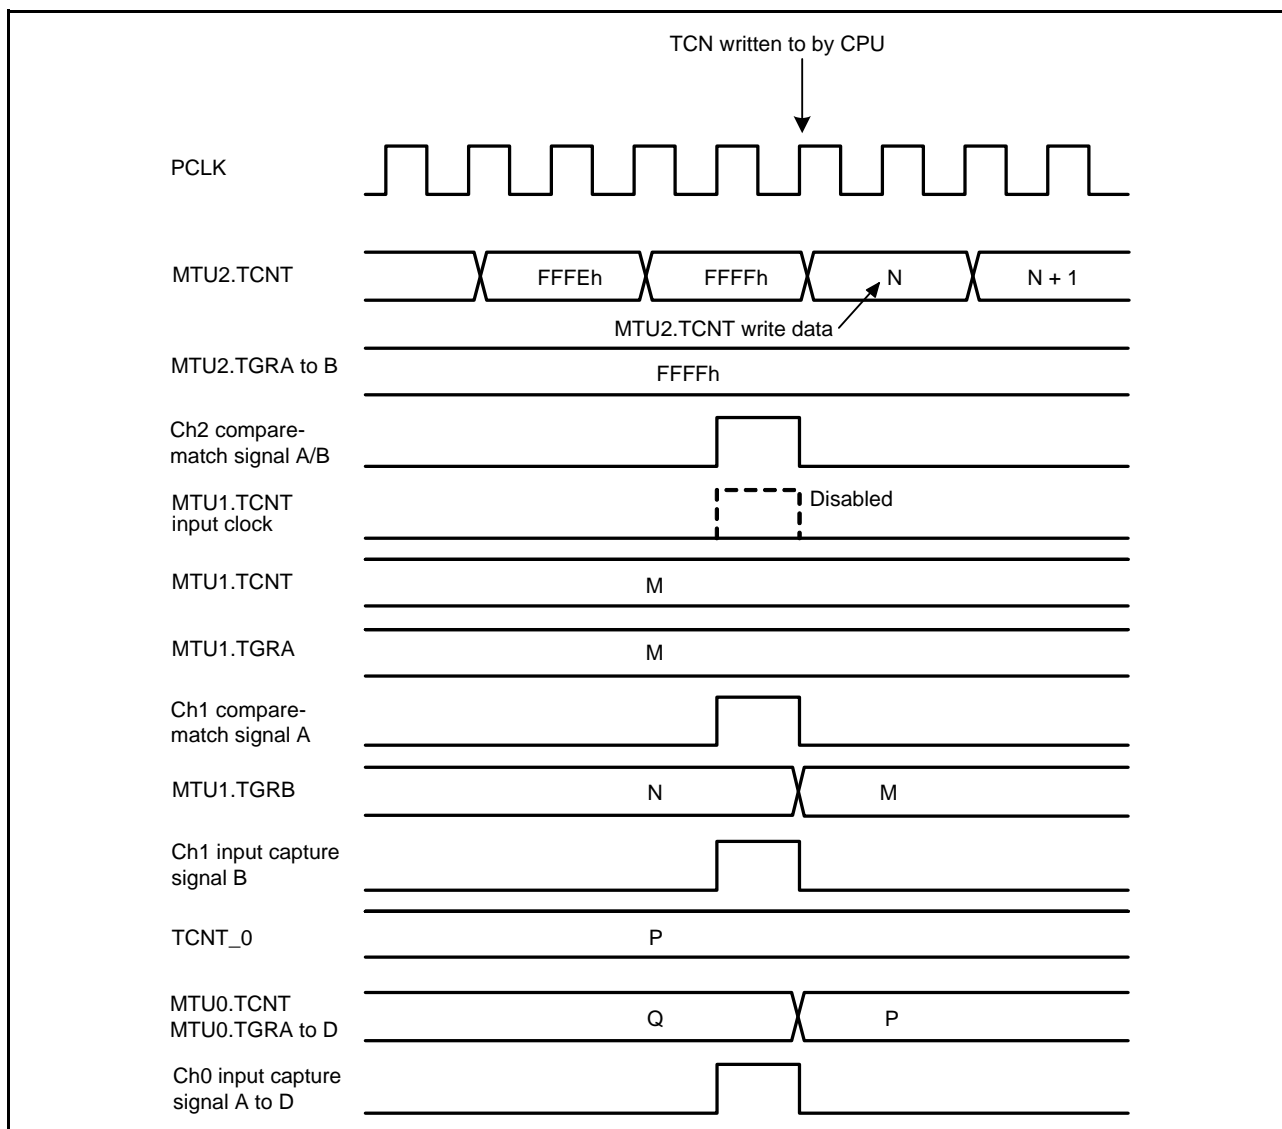 TCN written to by CPU
PCLK
MTU2.TCNT
FFFEh
FFFFh
N
N + 1
MTU2.TCNT write data
MTU2.TGRA to B
FFFFh
Ch2 compare-
match signal A/B
MTU1.TCNT
input clock
Disabled
MTU1.TCNT
M
MTU1.TGRA
M
Ch1 compare-
match signal A
MTU1.TGRB
N
M
Ch1 input capture
signal B
TCNT_0
P
MTU0.TCNT
MTU0.TGRA to D
Q
P
Ch0 input capture
signal A to D